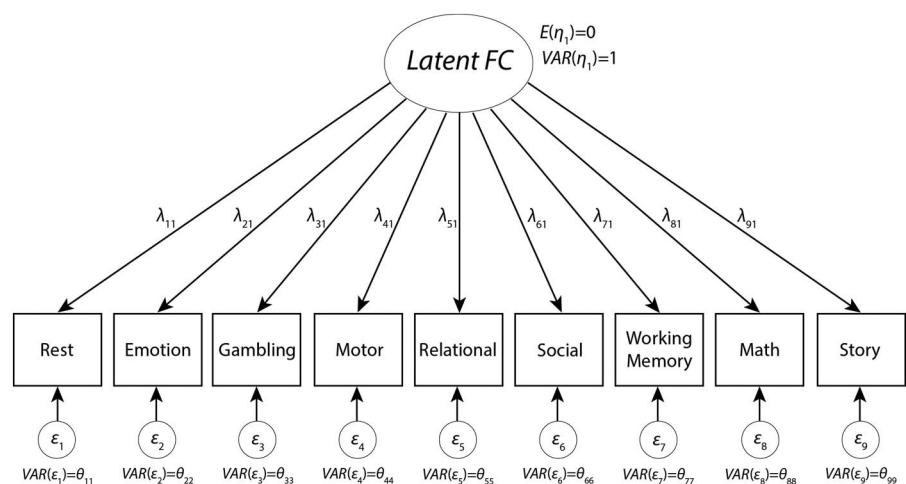 E(η₁)=0
Latent FC
VAR(η₁)=1
λ₁₁ λ₂₁ λ₃₁ λ₄₁ λ₅₁ λ₆₁ λ₇₁ λ₈₁ λ₉₁
Rest Emotion Gambling Motor Relational Social Working Memory Math Story
ε₁ ε₂ ε₃ ε₄ ε₅ ε₆ ε₇ ε₈ ε₉
VAR(ε₁)=θ₁₁ VAR(ε₂)=θ₂₂ VAR(ε₃)=θ₃₃ VAR(ε₄)=θ₄₄ VAR(ε₅)=θ₅₅ VAR(ε₆)=θ₆₆ VAR(ε₇)=θ₇₇ VAR(ε₈)=θ₈₈ VAR(ε₉)=θ₉₉